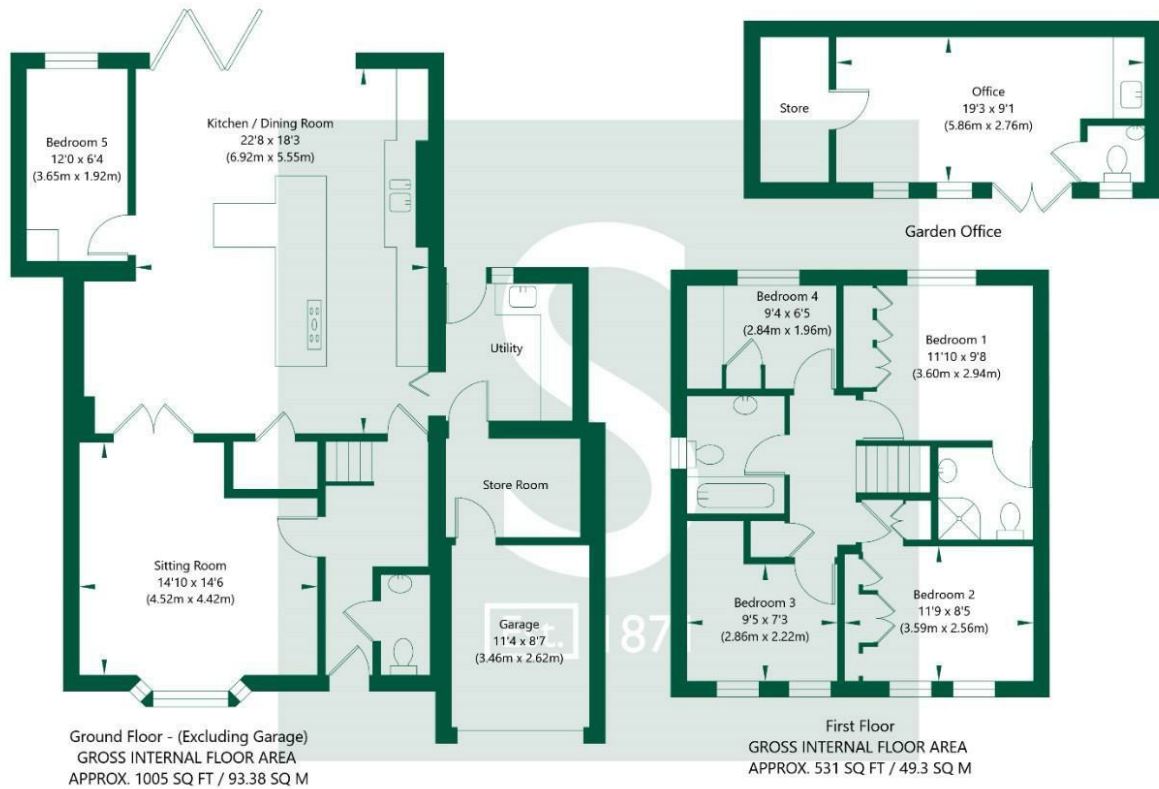 Bedroom 5
12'0 x 6'4
(3.65m x 1.92m)
Kitchen / Dining Room
22'8 x 18'3
(6.92m x 5.55m)
Store
Office
19'3 x 9'1
(5.86m x 2.76m)
Garden Office
Utility
Bedroom 4
9'4 x 6'5
(2.84m x 1.96m)
Bedroom 1
11'10 x 9'8
(3.60m x 2.94m)
Store Room
Sitting Room
14'10 x 14'6
(4.52m x 4.42m)
Garage
11'4 x 8'7
(3.46m x 2.62m)
Bedroom 3
9'5 x 7'3
(2.86m x 2.22m)
Bedroom 2
11'9 x 8'5
(3.59m x 2.56m)
S
Est. 1871
Ground Floor - (Excluding Garage)
GROSS INTERNAL FLOOR AREA
APPROX. 1005 SQ FT / 93.38 SQ M
First Floor
GROSS INTERNAL FLOOR AREA
APPROX. 531 SQ FT / 49.3 SQ M